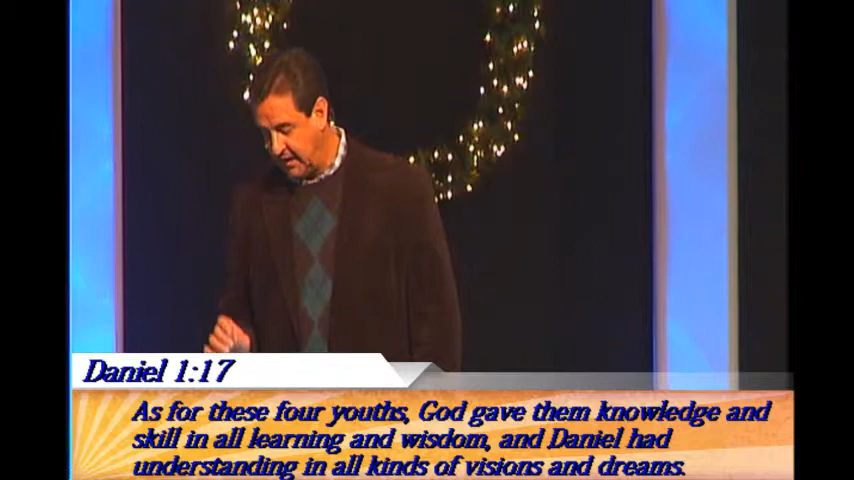 Daniel 1:17
As for these four youths, God gave them knowledge and
skill in all learning and wisdom, and Daniel had
understanding in all kinds of visions and dreams.